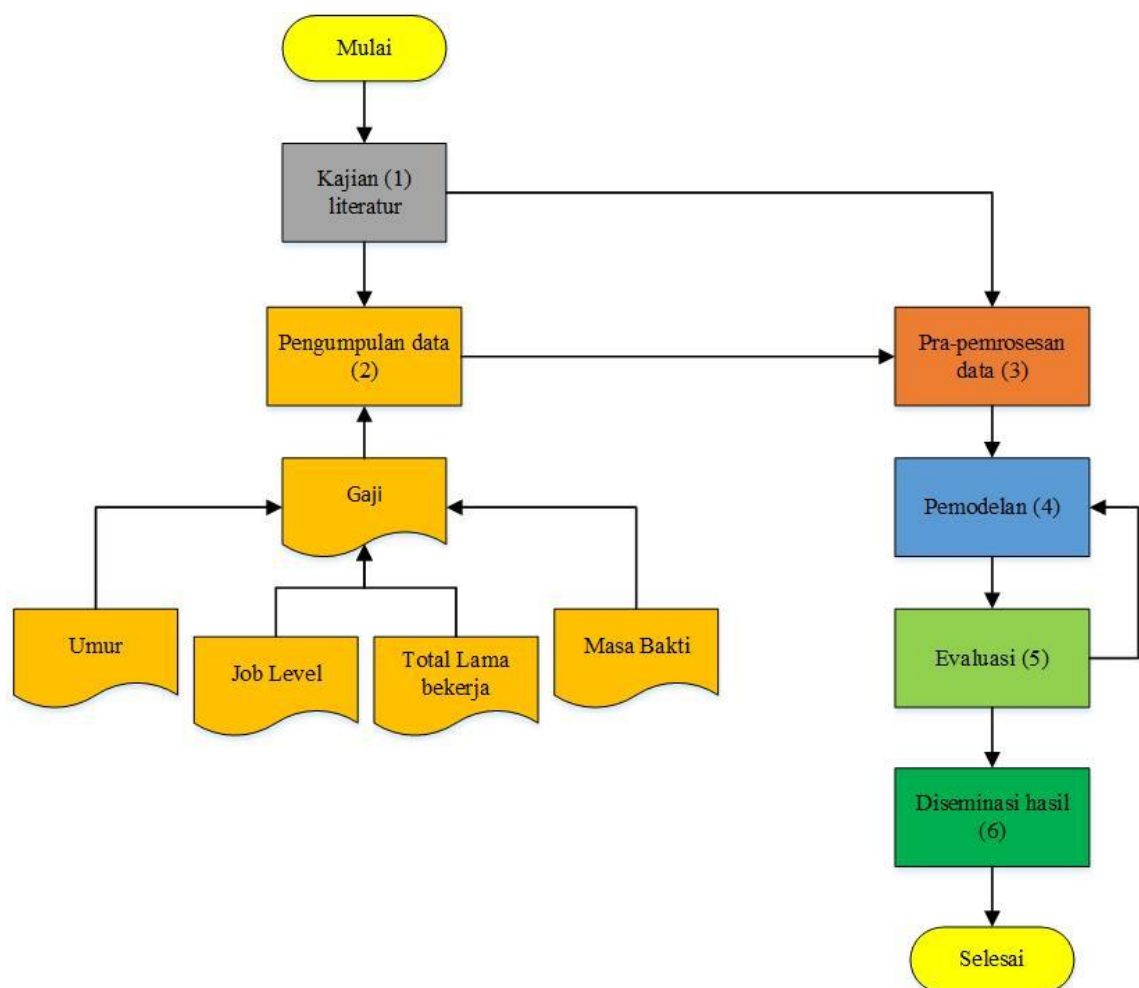 Mulai
Kajian (1)
literatur
Pengumpulan data
(2)
Pra-pemrosesan
data (3)
Gaji
Pemodelan (4)
Umur
Job Level
Total Lama
bekerja
Masa Bakti
Evaluasi (5)
Diseminasi hasil
(6)
Selesai